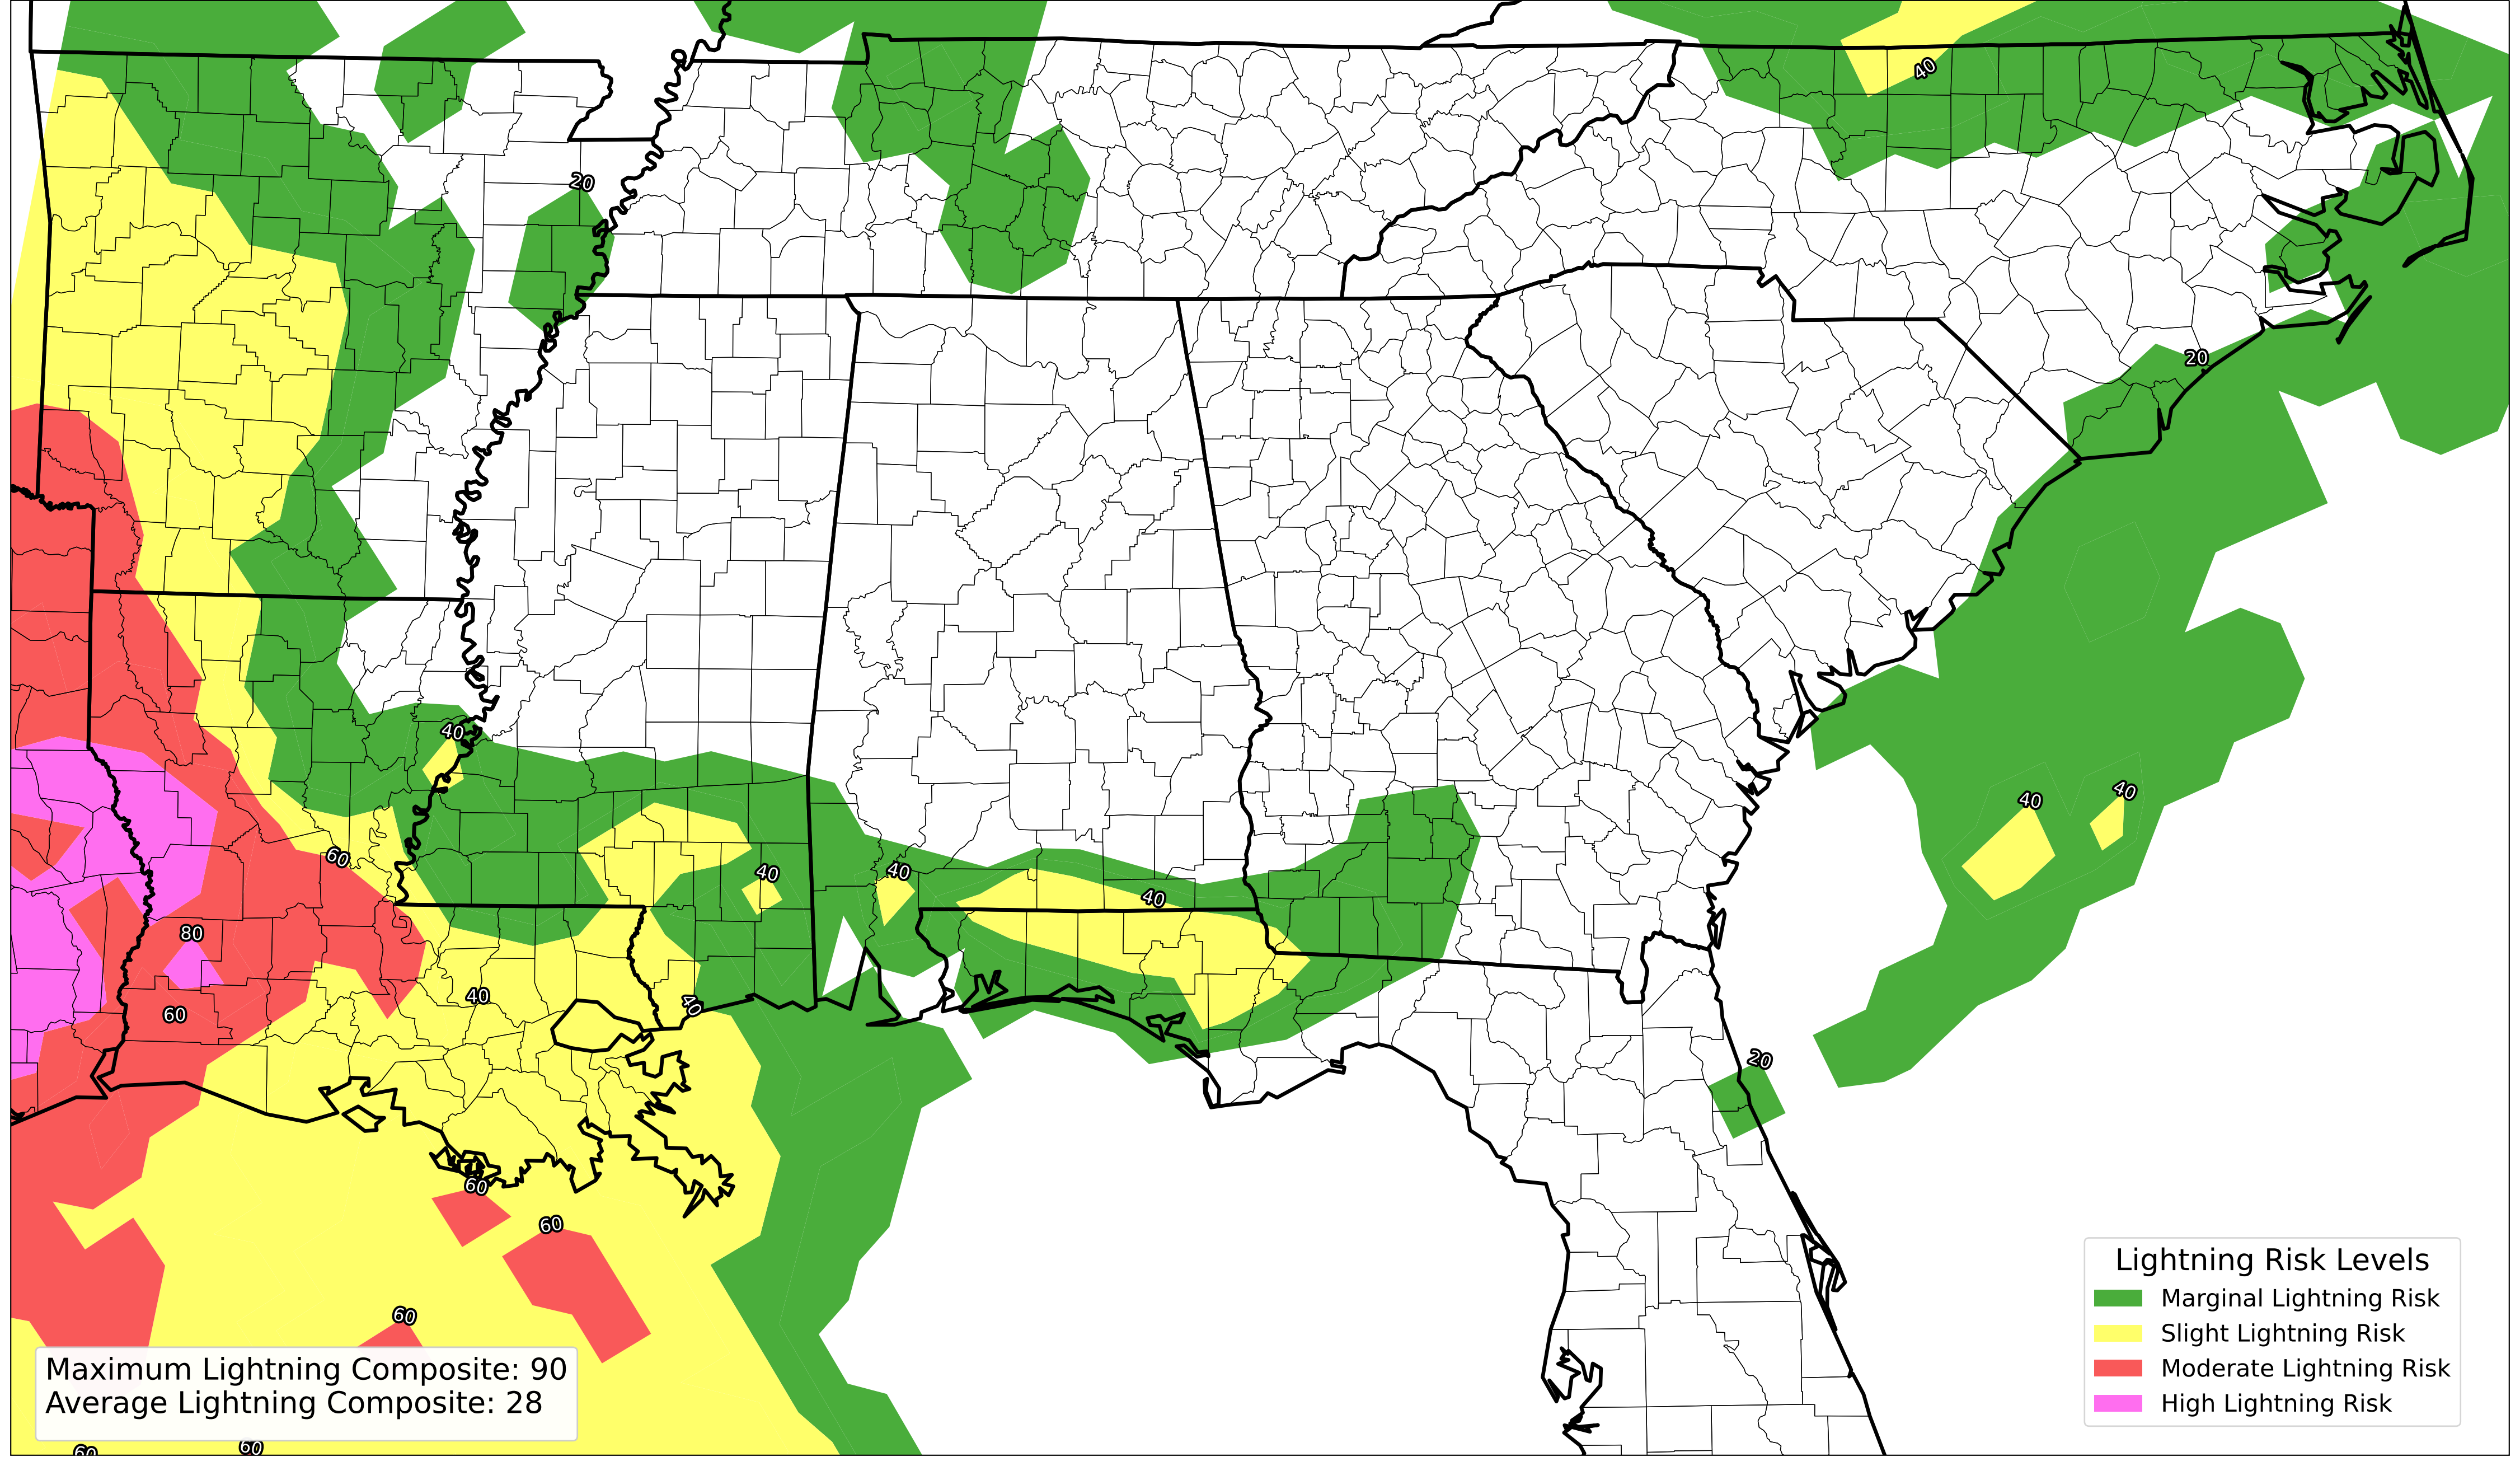 40
20
20
40
60
40
40
40
40
40
80
40
40
60
20
60
60
60
Lightning Risk Levels
Marginal Lightning Risk
Slight Lightning Risk
Moderate Lightning Risk
High Lightning Risk
Maximum Lightning Composite: 90
Average Lightning Composite: 28
60
60